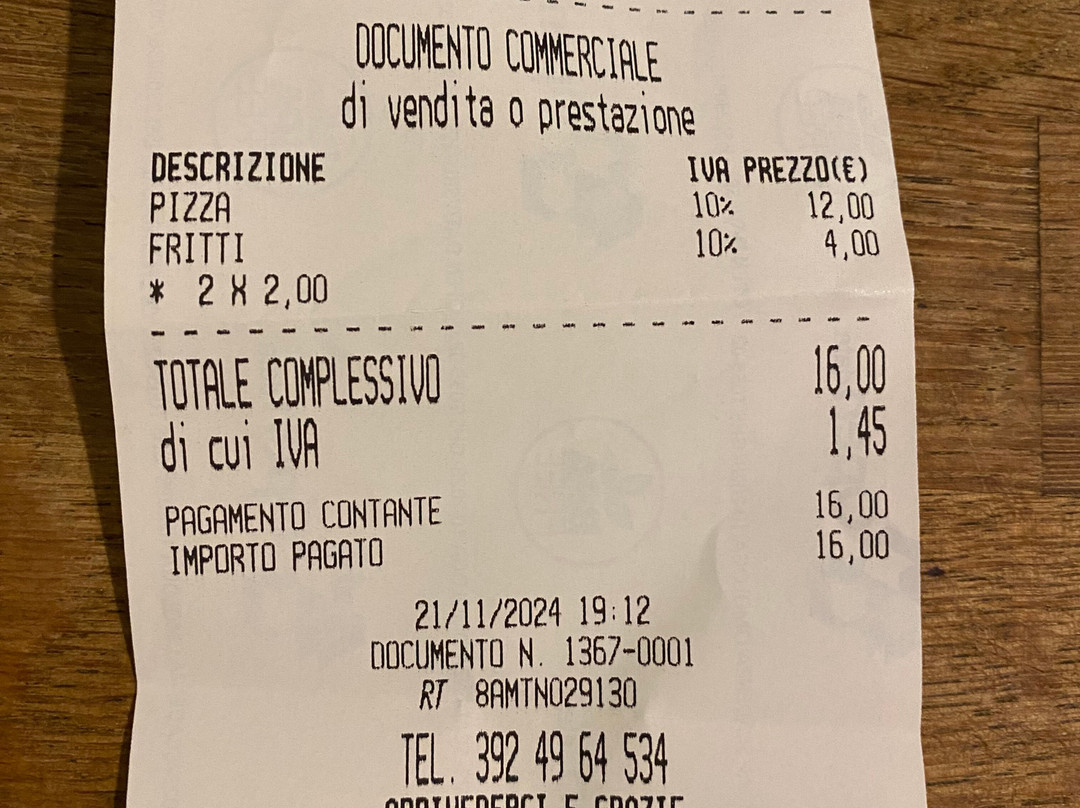 DOCUMENTO COMMERCIALE
di vendita o prestazione
DESCRIZIONE IVA PREZZO(€)
PIZZA 10% 12,00
FRITTI 10% 4,00
* 2 X 2,00
TOTALE COMPLESSIVO 16,00
di cui IVA 1,45
PAGAMENTO CONTANTE 16,00
IMPORTO PAGATO 16,00
21/11/2024 19:12
DOCUMENTO N. 1367-0001
RT 8AMTN029130
TEL. 392 49 64 534
ARRIVEDERCI E GRAZIE